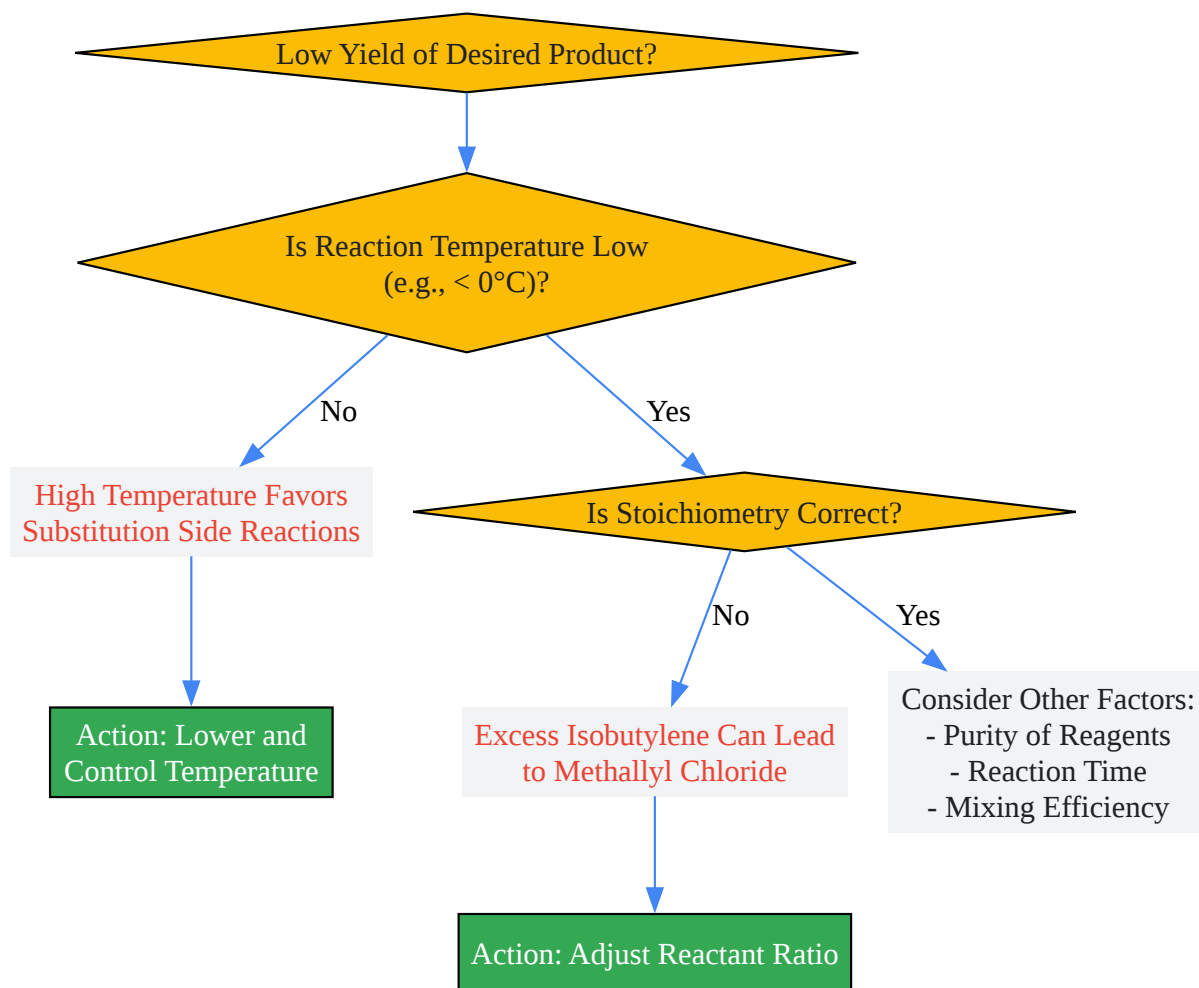 Low Yield of Desired Product?
Is Reaction Temperature Low
(e.g., < 0°C)?
No
Yes
High Temperature Favors
Substitution Side Reactions
Is Stoichiometry Correct?
No
Yes
Action: Lower and
Control Temperature
Excess Isobutylene Can Lead
to Methallyl Chloride
Consider Other Factors:
- Purity of Reagents
- Reaction Time
- Mixing Efficiency
Action: Adjust Reactant Ratio